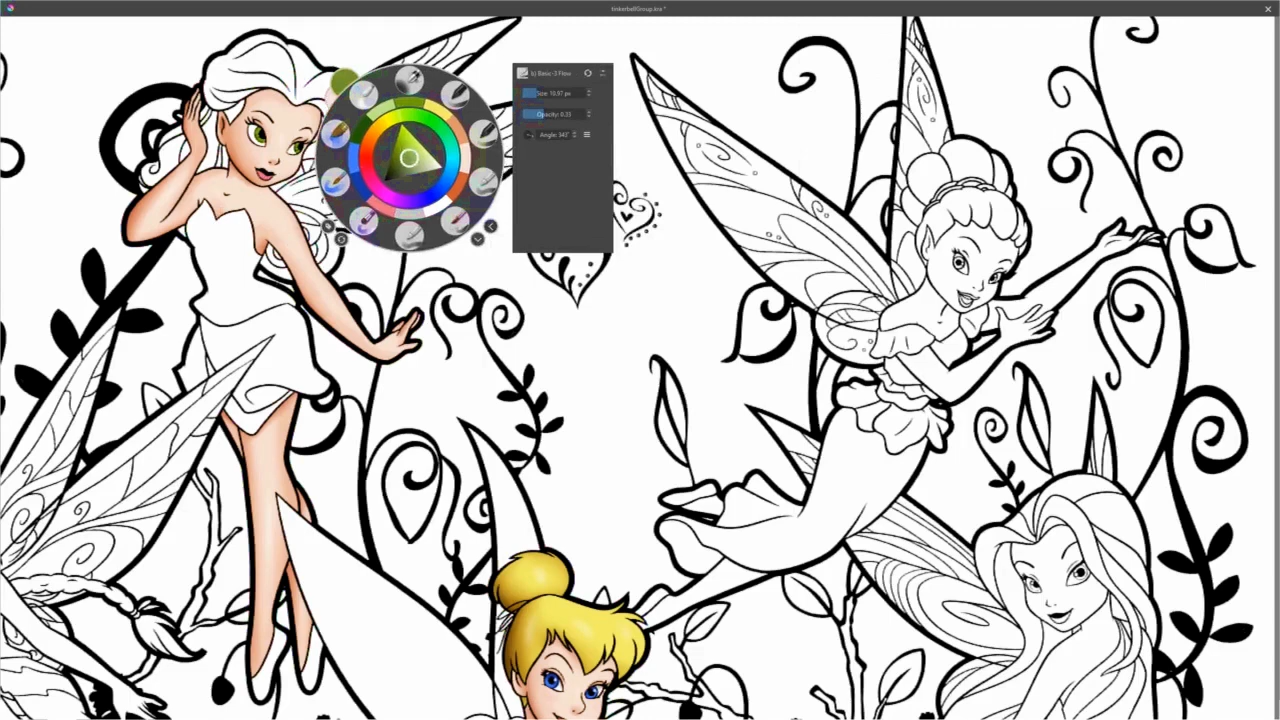 tinkerbellGroup.kra *
b) Basic-3 Flow
Size: 10.97 px
Opacity: 0.33
Angle: 343°